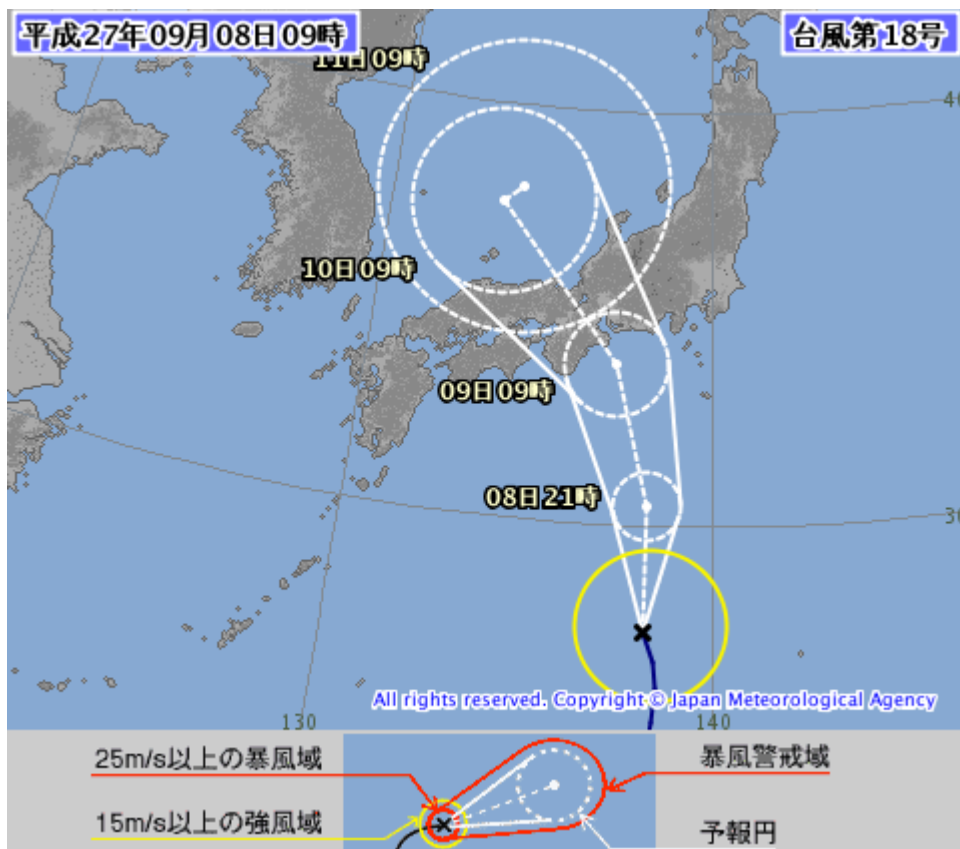 平成27年09月08日09時
台風第18号
11日09時
40
10日09時
09日09時
08日21時
30
All rights reserved. Copyright © Japan Meteorological Agency
130
140
25m/s以上の暴風域
暴風警戒域
15m/s以上の強風域
予報円